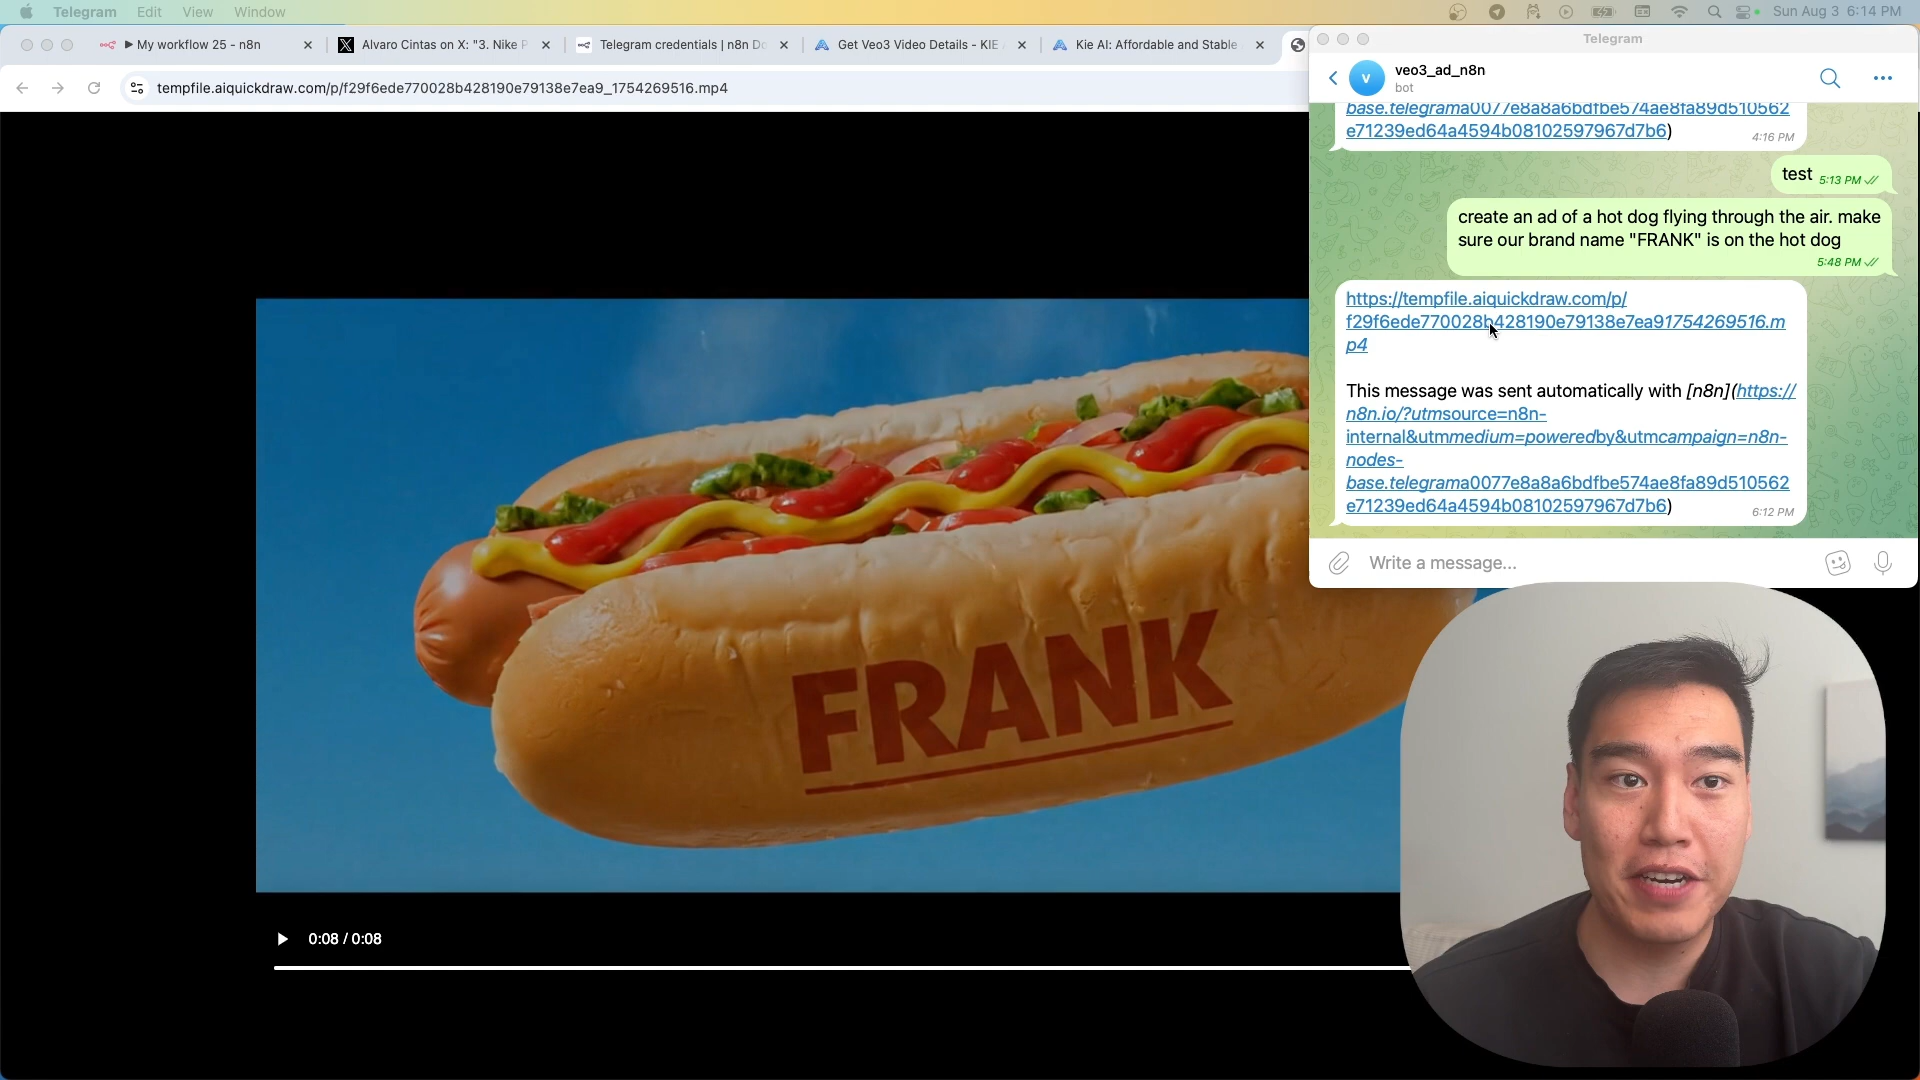 Telegram Edit View Window
Sun Aug 3 6:14 PM
My workflow 25 - n8n
Alvaro Cintas on X: "3. Nike P
Telegram credentials | n8n Do
Get Veo3 Video Details - KIE
Kie AI: Affordable and Stable
tempfile.aiquickdraw.com/p/f29f6ede770028b428190e79138e7ea9_1754269516.mp4
Telegram
v
veo3_ad_n8n
bot
base.telegrama0077e8a8a6bdfbe574ae8fa89d510562
e71239ed64a4594b08102597967d7b6)
4:16 PM
test
5:13 PM
create an ad of a hot dog flying through the air. make
sure our brand name "FRANK" is on the hot dog
5:48 PM
https://tempfile.aiquickdraw.com/p/
f29f6ede770028b428190e79138e7ea91754269516.m
p4
This message was sent automatically with [n8n](https://
n8n.io/?utmsource=n8n-
internal&utmmedium=poweredby&utmcampaign=n8n-
nodes-
base.telegrama0077e8a8a6bdfbe574ae8fa89d510562
e71239ed64a4594b08102597967d7b6)
6:12 PM
Write a message...
FRANK
0:08 / 0:08